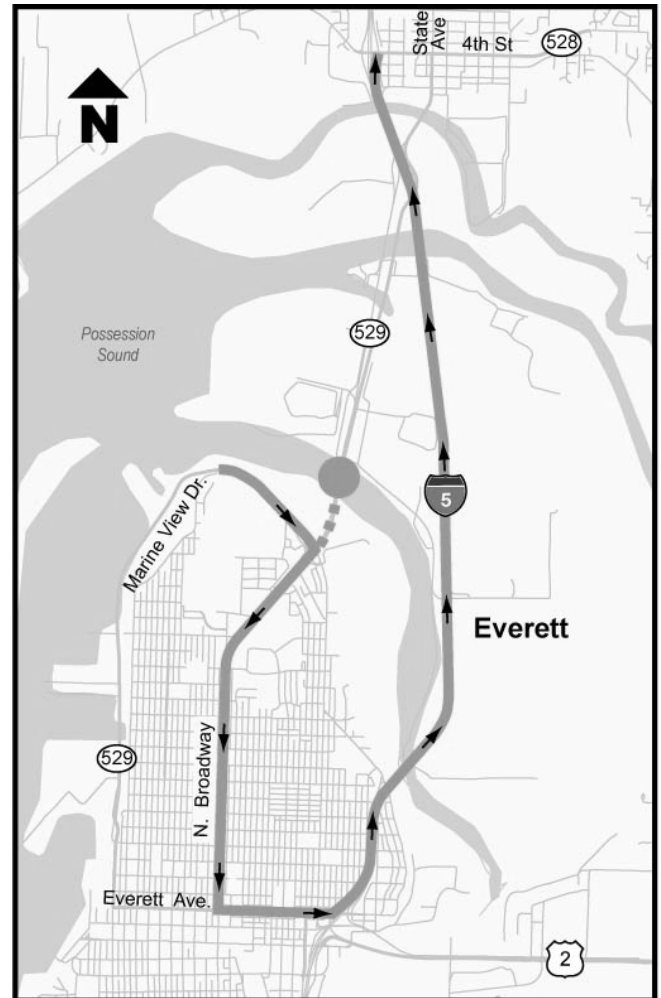 State
Ave
4th St
528
N
Possession
Sound
529
Marine View Dr.
5
Everett
529
N. Broadway
Everett Ave.
2